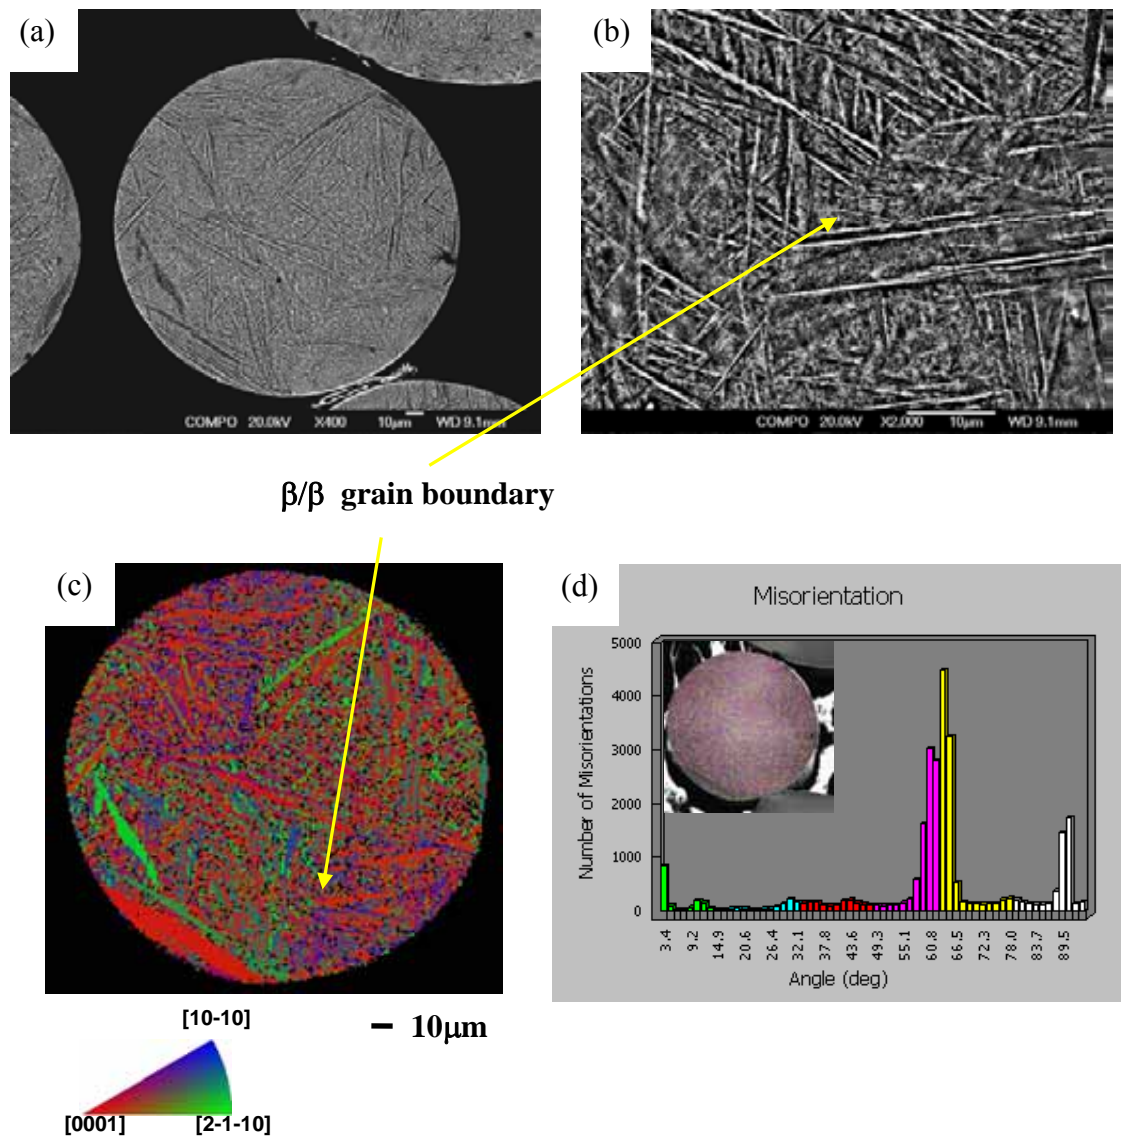 (a)
(b)
COMPO 20.0kV X400 10μm WD 9.1mm
COMPO 20.0kV X2,000 10μm WD 9.1mm
β/β grain boundary
(c)
(d)
Misorientation
Number of Misorientations
5000
4000
3000
2000
1000
0
3.4 9.2 14.9 20.6 26.4 32.1 37.8 43.6 49.3 55.1 60.8 66.5 72.3 78.0 83.7 89.5
Angle (deg)
[10-10]
10μm
[0001] [2-1-10]